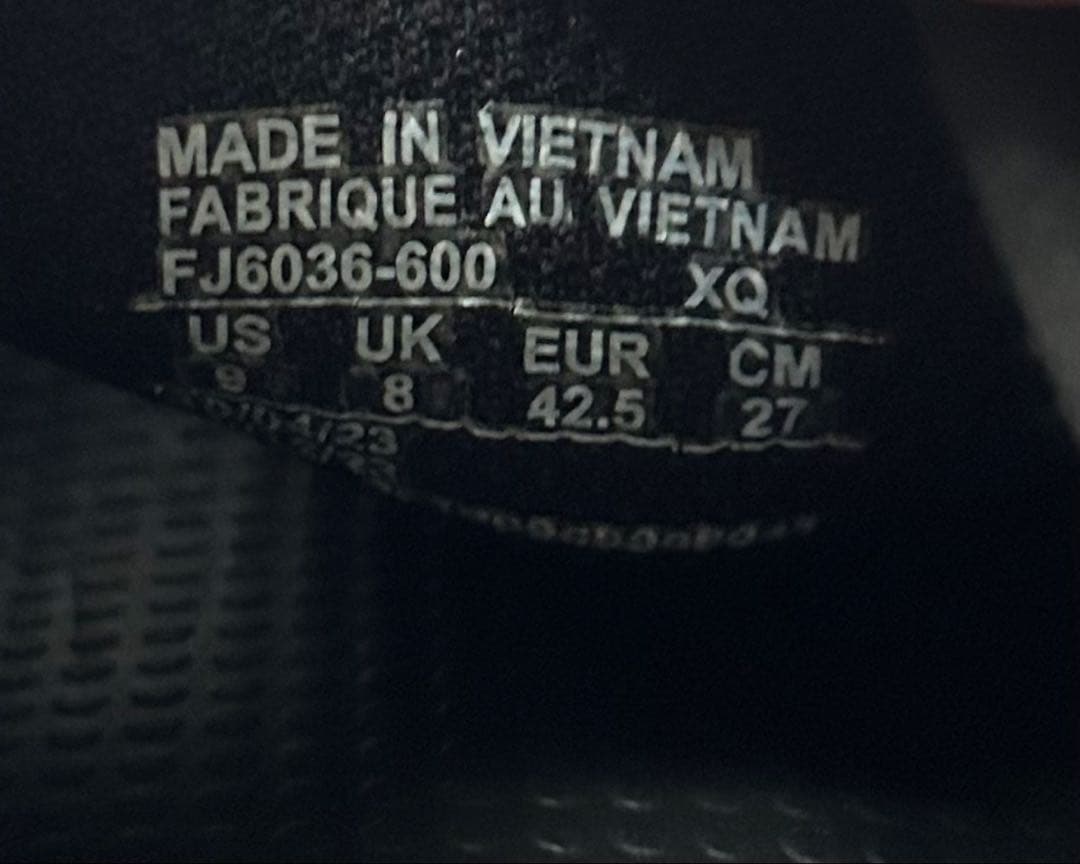 MADE IN VIETNAM
FABRIQUE AU VIETNAM
FJ6036-600 XQ
US UK EUR CM
9 8 42.5 27